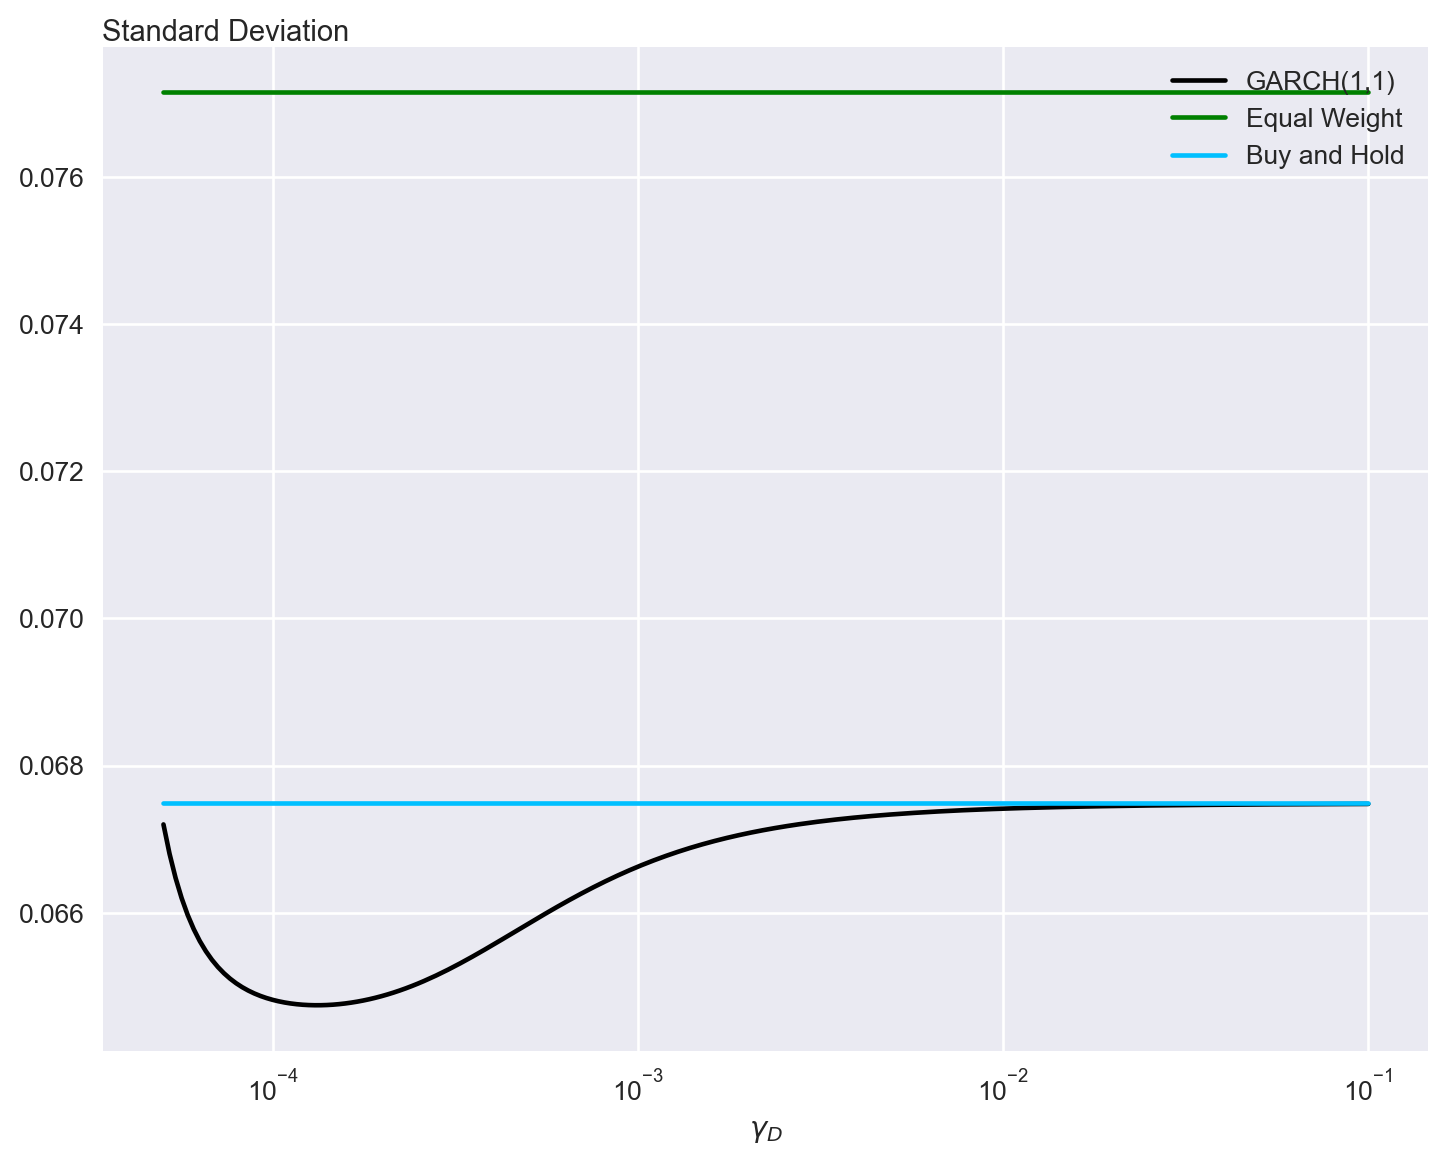 Standard Deviation
GARCH(1,1)
Equal Weight
Buy and Hold
0.076
0.074
0.072
0.070
0.068
0.066
10⁻⁴ 10⁻³ 10⁻² 10⁻¹
γ_D